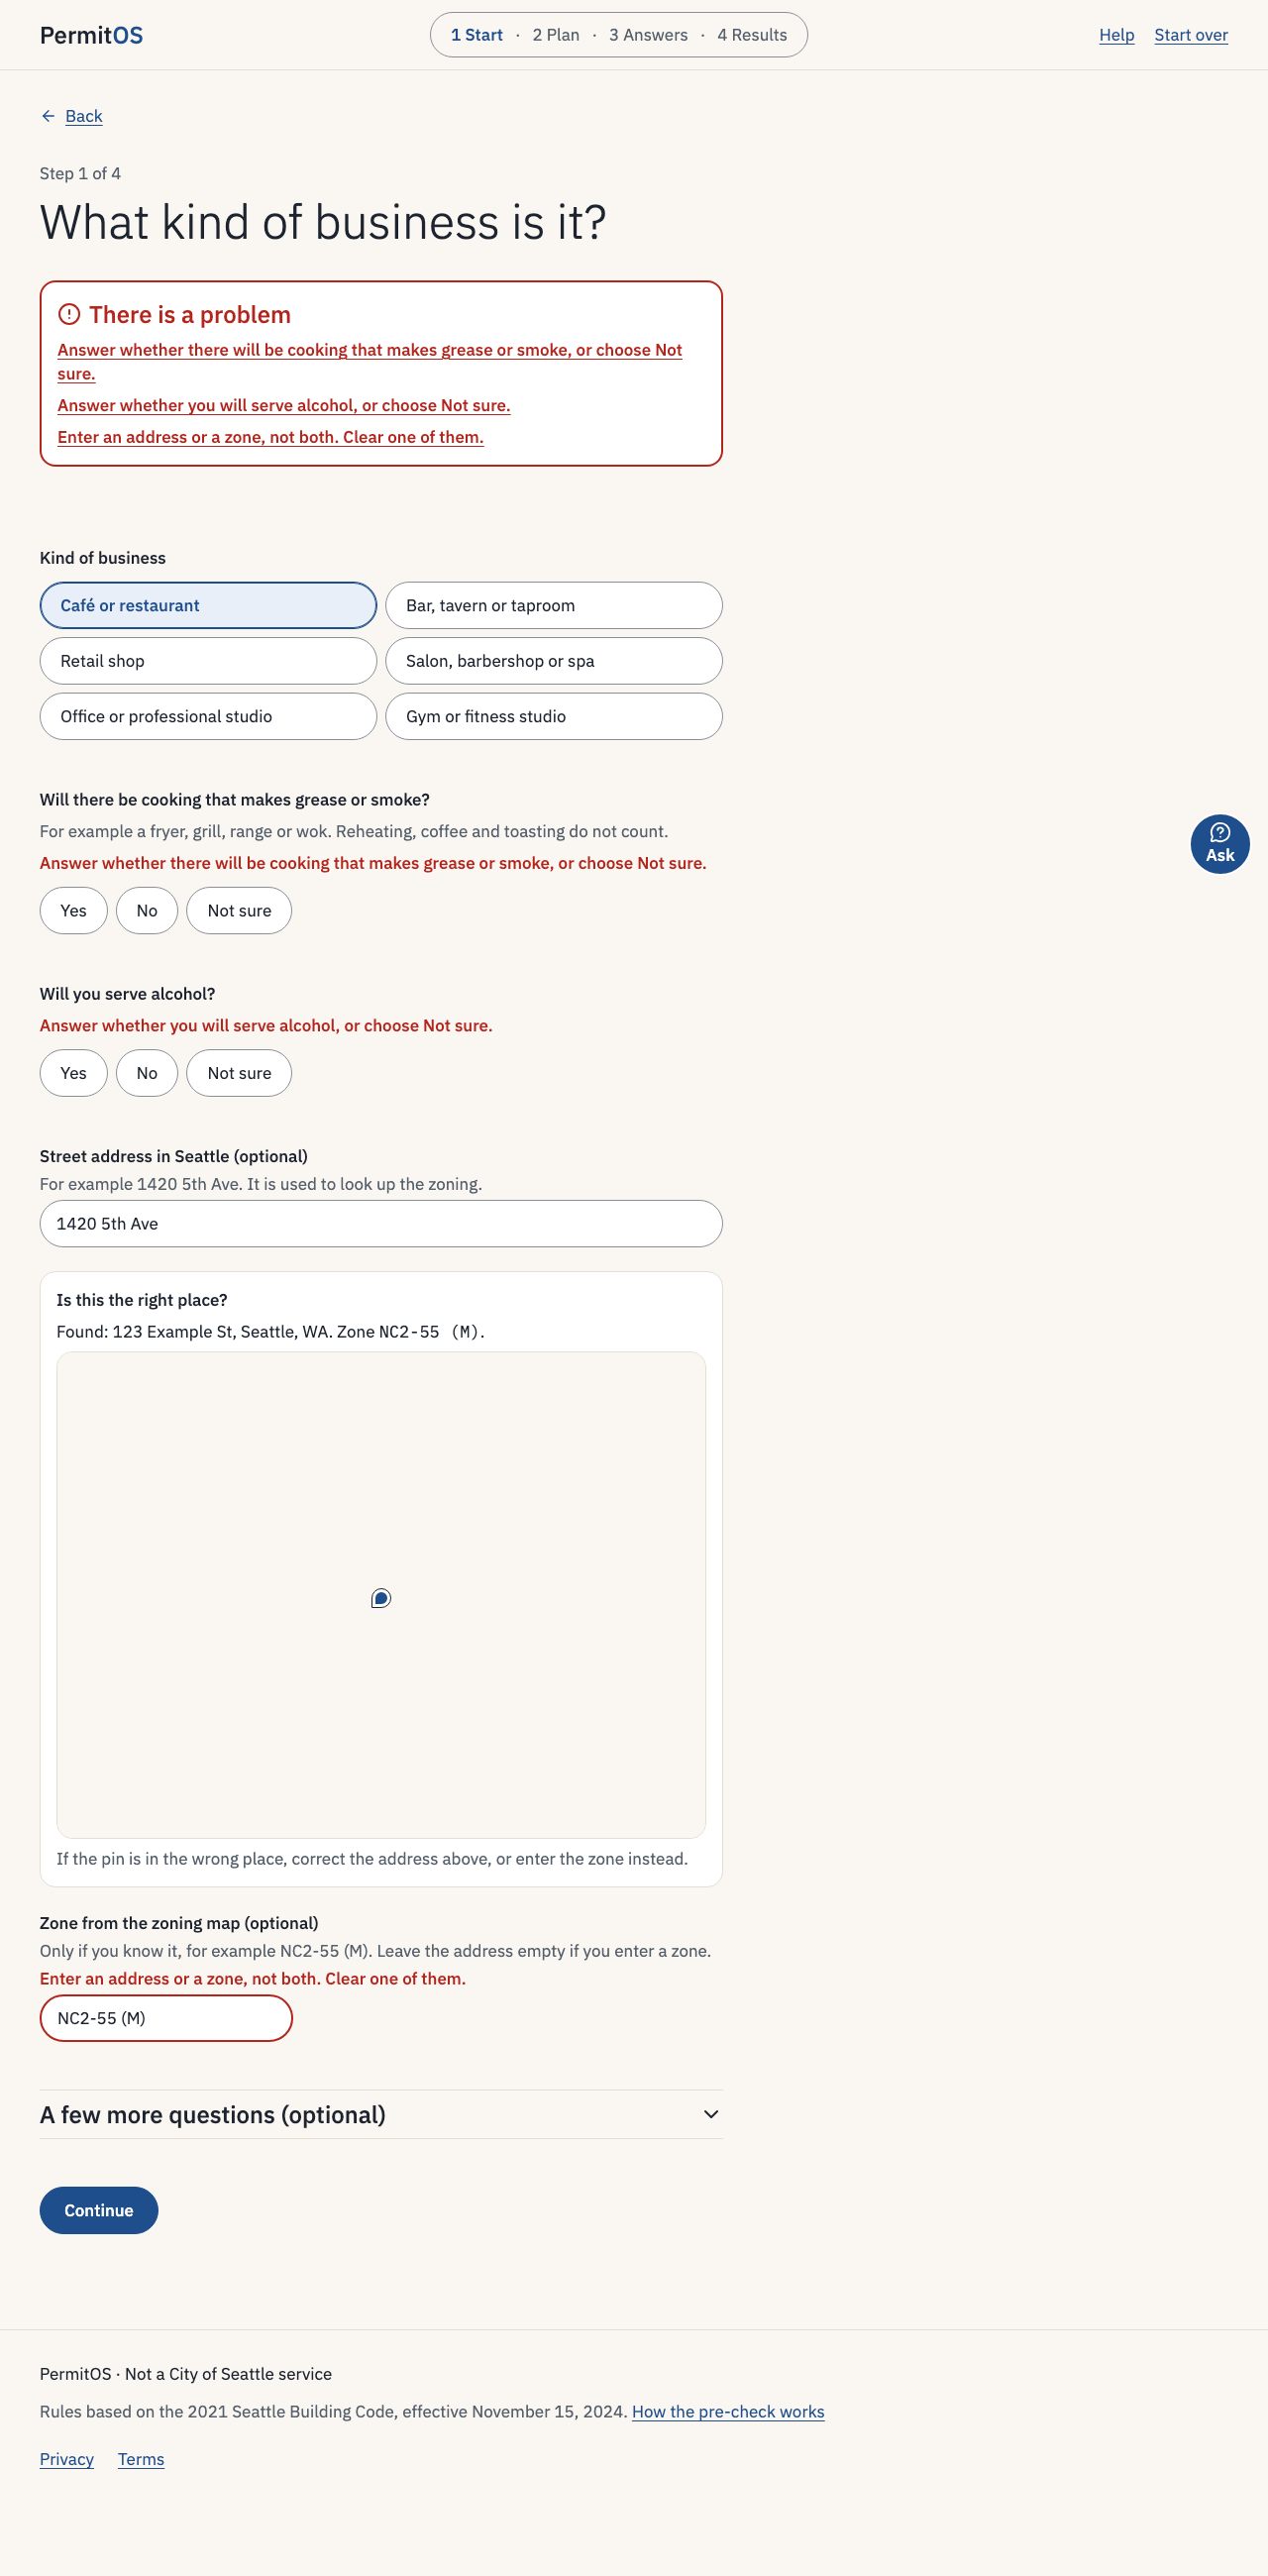 PermitOS
1 Start · 2 Plan · 3 Answers · 4 Results
Help
Start over
Back
Step 1 of 4
What kind of business is it?
There is a problem
Answer whether there will be cooking that makes grease or smoke, or choose Not
sure.
Answer whether you will serve alcohol, or choose Not sure.
Enter an address or a zone, not both. Clear one of them.
Kind of business
Café or restaurant
Bar, tavern or taproom
Retail shop
Salon, barbershop or spa
Office or professional studio
Gym or fitness studio
Will there be cooking that makes grease or smoke?
For example a fryer, grill, range or wok. Reheating, coffee and toasting do not count.
Answer whether there will be cooking that makes grease or smoke, or choose Not sure.
Yes
No
Not sure
Ask
Will you serve alcohol?
Answer whether you will serve alcohol, or choose Not sure.
Yes
No
Not sure
Street address in Seattle (optional)
For example 1420 5th Ave. It is used to look up the zoning.
1420 5th Ave
Is this the right place?
Found: 123 Example St, Seattle, WA. Zone NC2-55 (M).
If the pin is in the wrong place, correct the address above, or enter the zone instead.
Zone from the zoning map (optional)
Only if you know it, for example NC2-55 (M). Leave the address empty if you enter a zone.
Enter an address or a zone, not both. Clear one of them.
NC2-55 (M)
A few more questions (optional)
Continue
PermitOS · Not a City of Seattle service
Rules based on the 2021 Seattle Building Code, effective November 15, 2024. How the pre-check works
Privacy
Terms